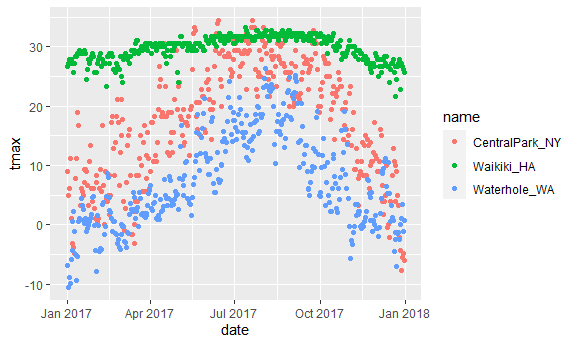 30
20
10
0
-10
tmax
Jan 2017 Apr 2017 Jul 2017 Oct 2017 Jan 2018
date
name
CentralPark_NY
Waikiki_HA
Waterhole_WA